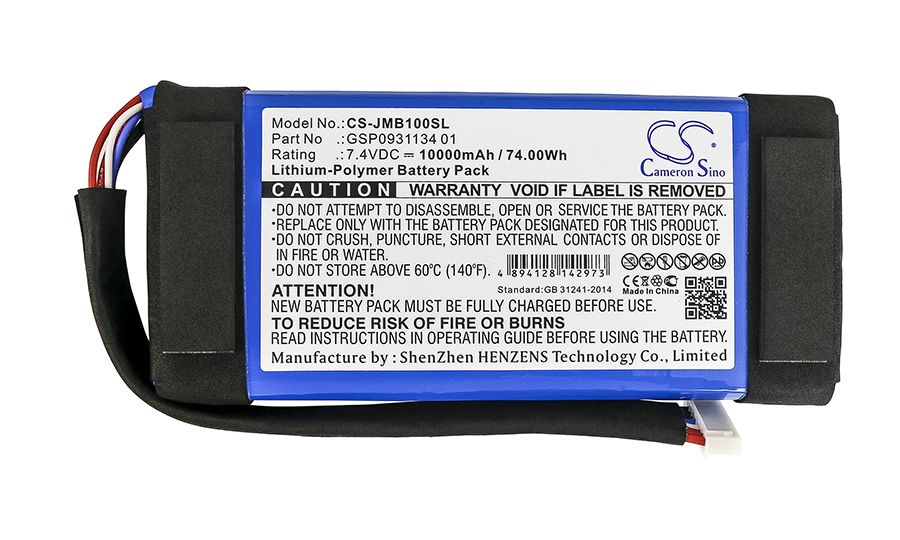 Model No.:CS-JMB100SL
Part No :GSP0931134 01
Rating :7.4VDC ⎓ 10000mAh / 74.00Wh
Lithium-Polymer Battery Pack
CS
Cameron Sino
CAUTION WARRANTY VOID IF LABEL IS REMOVED
•DO NOT ATTEMPT TO DISASSEMBLE, OPEN OR SERVICE THE BATTERY PACK.
•REPLACE ONLY WITH THE BATTERY PACK DESIGNATED FOR THIS PRODUCT.
•DO NOT CRUSH, PUNCTURE, SHORT EXTERNAL CONTACTS OR DISPOSE OF
IN FIRE OR WATER.
•DO NOT STORE ABOVE 60℃ (140℉).
4 894128 142973
Standard:GB 31241-2014
CE
Made In China
ATTENTION!
NEW BATTERY PACK MUST BE FULLY CHARGED BEFORE USE.
TO REDUCE RISK OF FIRE OR BURNS
READ INSTRUCTIONS IN OPERATING GUIDE BEFORE USING THE BATTERY.
Manufacture by : ShenZhen HENZENS Technology Co., Limited